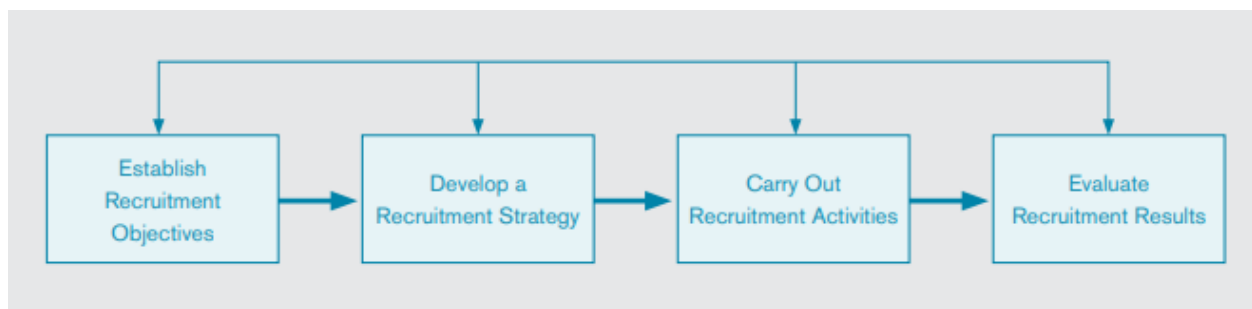 Establish
Recruitment
Objectives
Develop a
Recruitment Strategy
Carry Out
Recruitment Activities
Evaluate
Recruitment Results